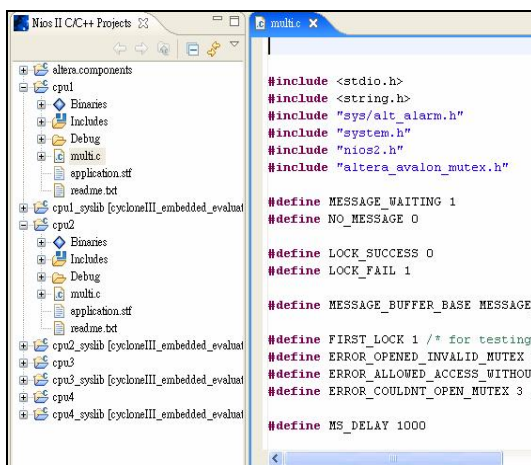 Nios II C/C++ Projects
altera.components
cpu1
Binaries
Includes
Debug
multi.c
application.stf
readme.txt
cpu1_syslib [cycloneIII_embedded_evaluat
cpu2
Binaries
Includes
Debug
multi.c
application.stf
readme.txt
cpu2_syslib [cycloneIII_embedded_evaluat
cpu3
cpu3_syslib [cycloneIII_embedded_evaluat
cpu4
cpu4_syslib [cycloneIII_embedded_evaluat
multi.c
#include <stdio.h>
#include <string.h>
#include "sys/alt_alarm.h"
#include "system.h"
#include "nios2.h"
#include "altera_avalon_mutex.h"
#define MESSAGE_WAITING 1
#define NO_MESSAGE 0
#define LOCK_SUCCESS 0
#define LOCK_FAIL 1
#define MESSAGE_BUFFER_BASE MESSAGE
#define FIRST_LOCK 1 /* for testing
#define ERROR_OPENED_INVALID_MUTEX
#define ERROR_ALLOWED_ACCESS_WITHOU
#define ERROR_COULDNT_OPEN_MUTEX 3
#define MS_DELAY 1000